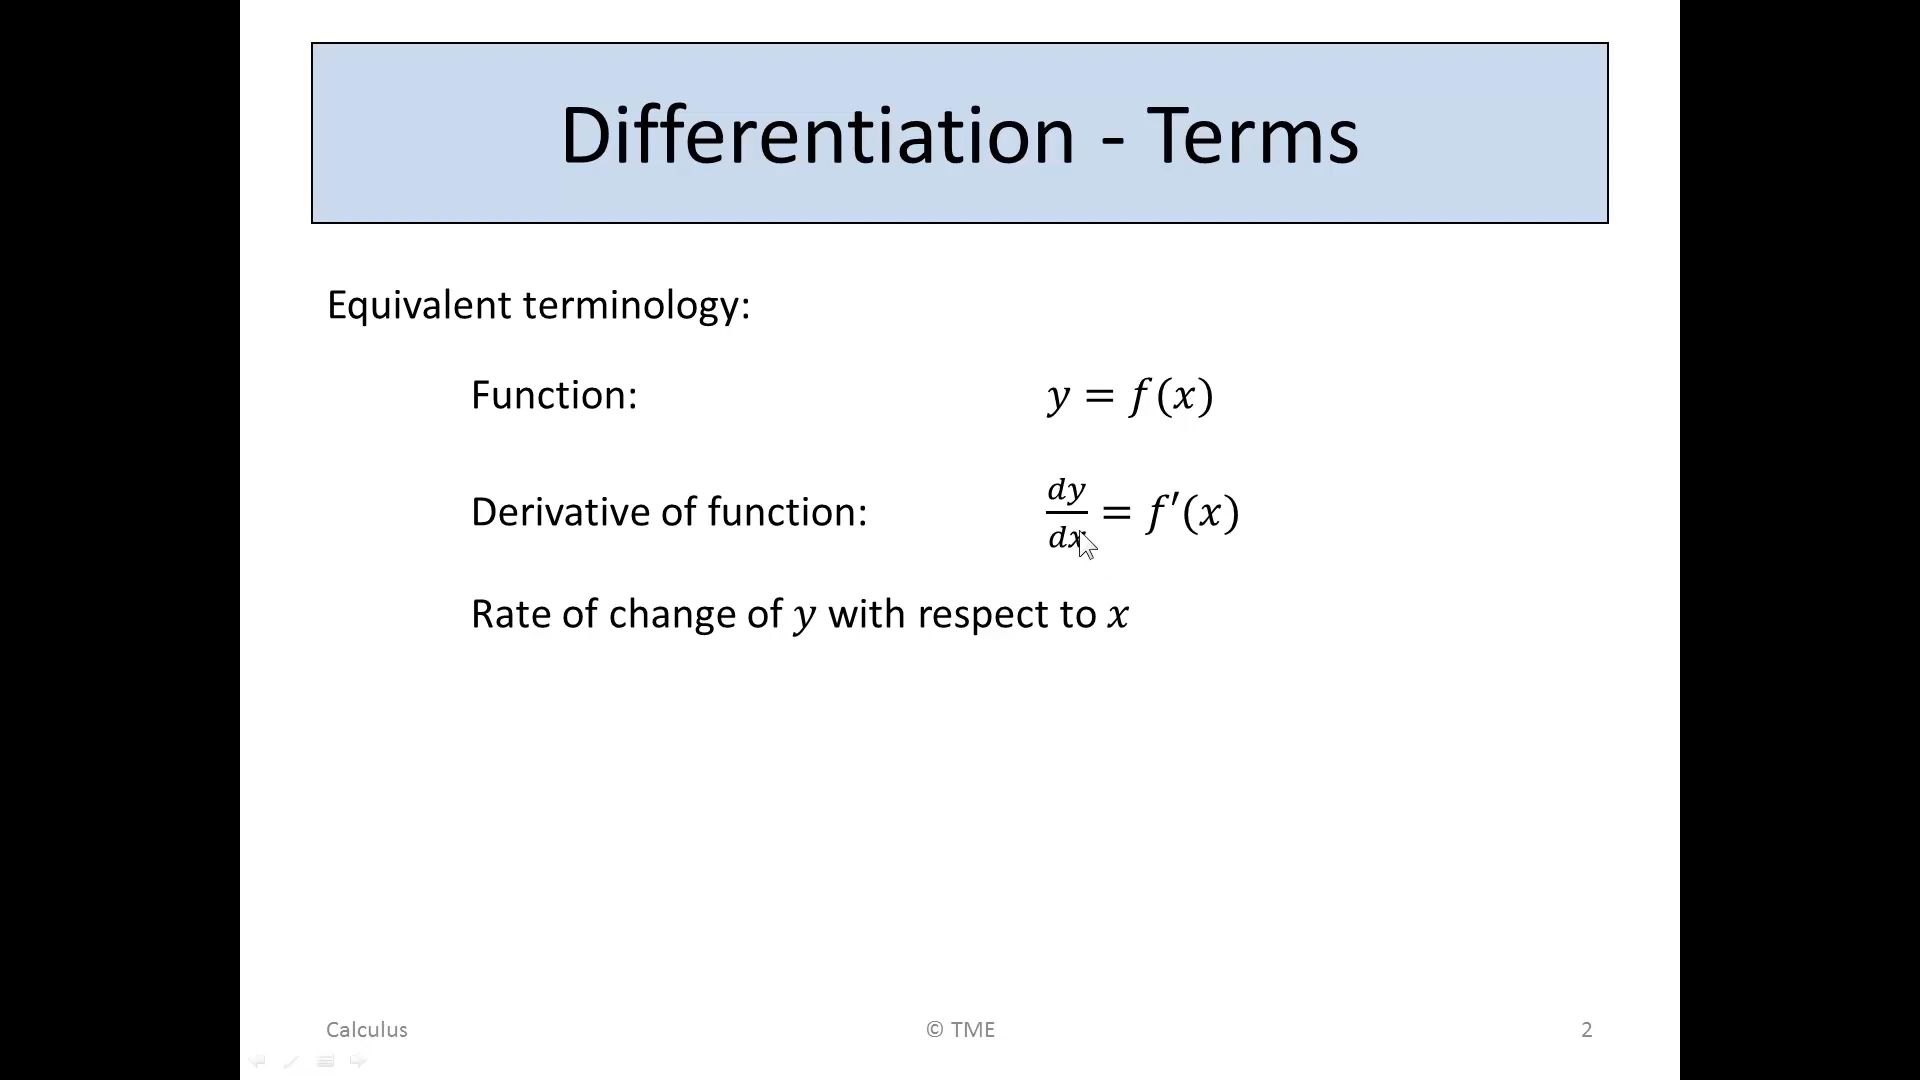 Differentiation - Terms
Equivalent terminology:
Function: y = f(x)
Derivative of function: dy/dx = f′(x)
Rate of change of y with respect to x
Calculus © TME 2